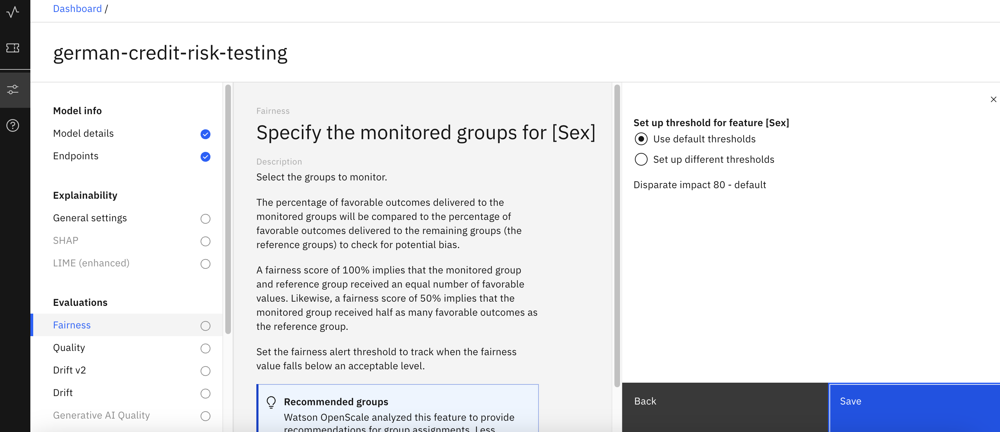 Dashboard /
german-credit-risk-testing
Model info
Model details
Endpoints
Explainability
General settings
SHAP
LIME (enhanced)
Evaluations
Fairness
Quality
Drift v2
Drift
Generative AI Quality
Fairness
Specify the monitored groups for [Sex]
Description
Select the groups to monitor.
The percentage of favorable outcomes delivered to the
monitored groups will be compared to the percentage of
favorable outcomes delivered to the remaining groups (the
reference groups) to check for potential bias.
A fairness score of 100% implies that the monitored group
and reference group received an equal number of favorable
values. Likewise, a fairness score of 50% implies that the
monitored group received half as many favorable outcomes as
the reference group.
Set the fairness alert threshold to track when the fairness
value falls below an acceptable level.
Recommended groups
Watson OpenScale analyzed this feature to provide
recommendations for group assignments. Less
Set up threshold for feature [Sex]
Use default thresholds
Set up different thresholds
Disparate impact 80 - default
Back
Save